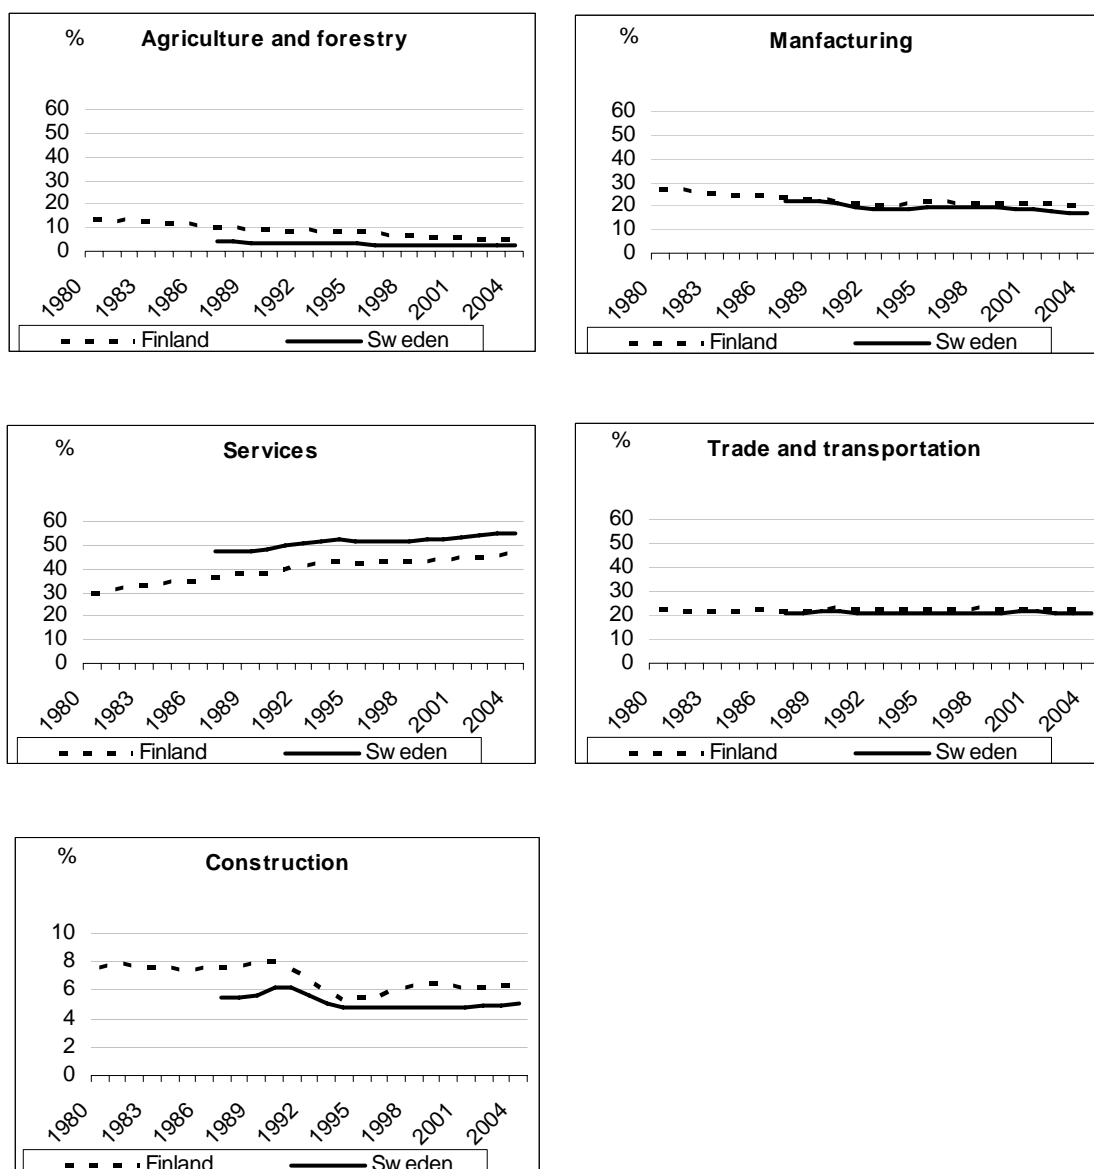 % Agriculture and forestry
60
50
40
30
20
10
0
1980 1983 1986 1989 1992 1995 1998 2001 2004
Finland Sw eden
% Manfacturing
60
50
40
30
20
10
0
1980 1983 1986 1989 1992 1995 1998 2001 2004
Finland Sw eden
% Services
60
50
40
30
20
10
0
1980 1983 1986 1989 1992 1995 1998 2001 2004
Finland Sw eden
% Trade and transportation
60
50
40
30
20
10
0
1980 1983 1986 1989 1992 1995 1998 2001 2004
Finland Sw eden
% Construction
10
8
6
4
2
0
1980 1983 1986 1989 1992 1995 1998 2001 2004
Finland Sw eden